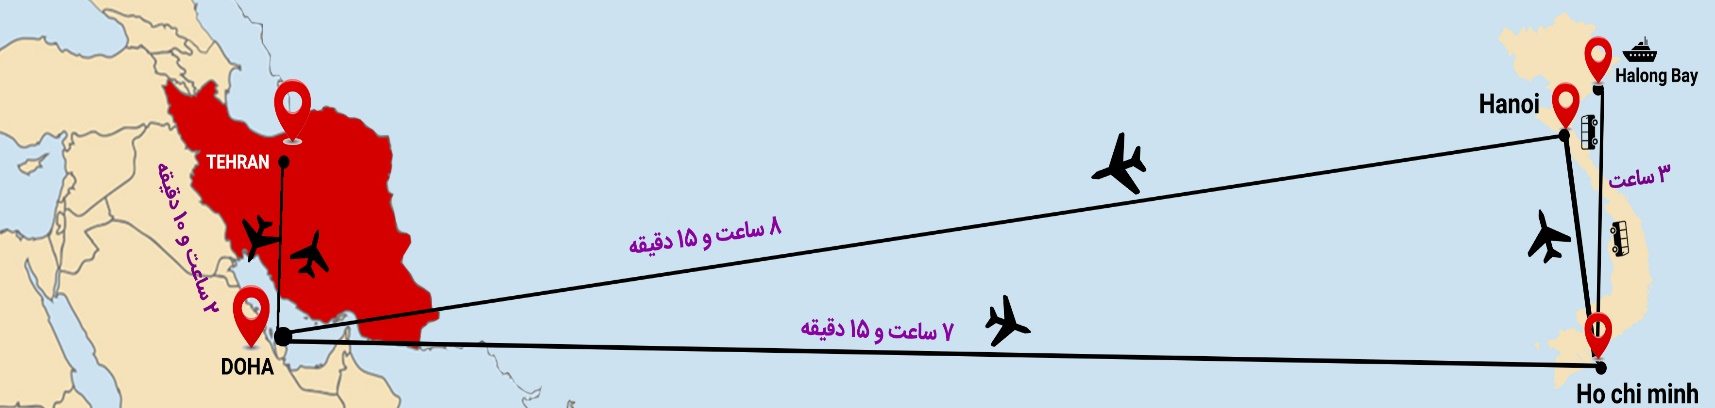 Halong Bay
Hanoi
TEHRAN
۲ ساعت و ۱۰ دقیقه
۳ ساعت
۸ ساعت و ۱۵ دقیقه
۷ ساعت و ۱۵ دقیقه
DOHA
Ho chi minh